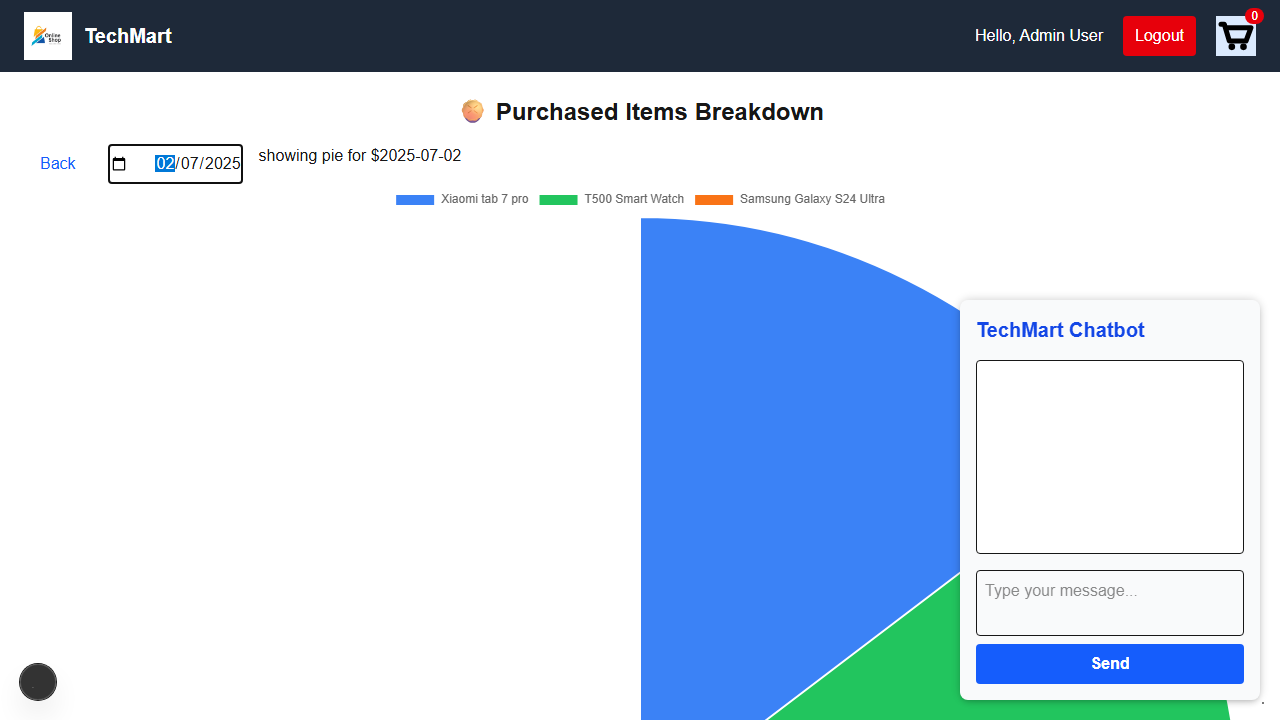 Online Shop
TechMart
Hello, Admin User
Logout
0
Purchased Items Breakdown
Back
02/07/2025
showing pie for $2025-07-02
Xiaomi tab 7 pro
T500 Smart Watch
Samsung Galaxy S24 Ultra
TechMart Chatbot
Type your message...
Send